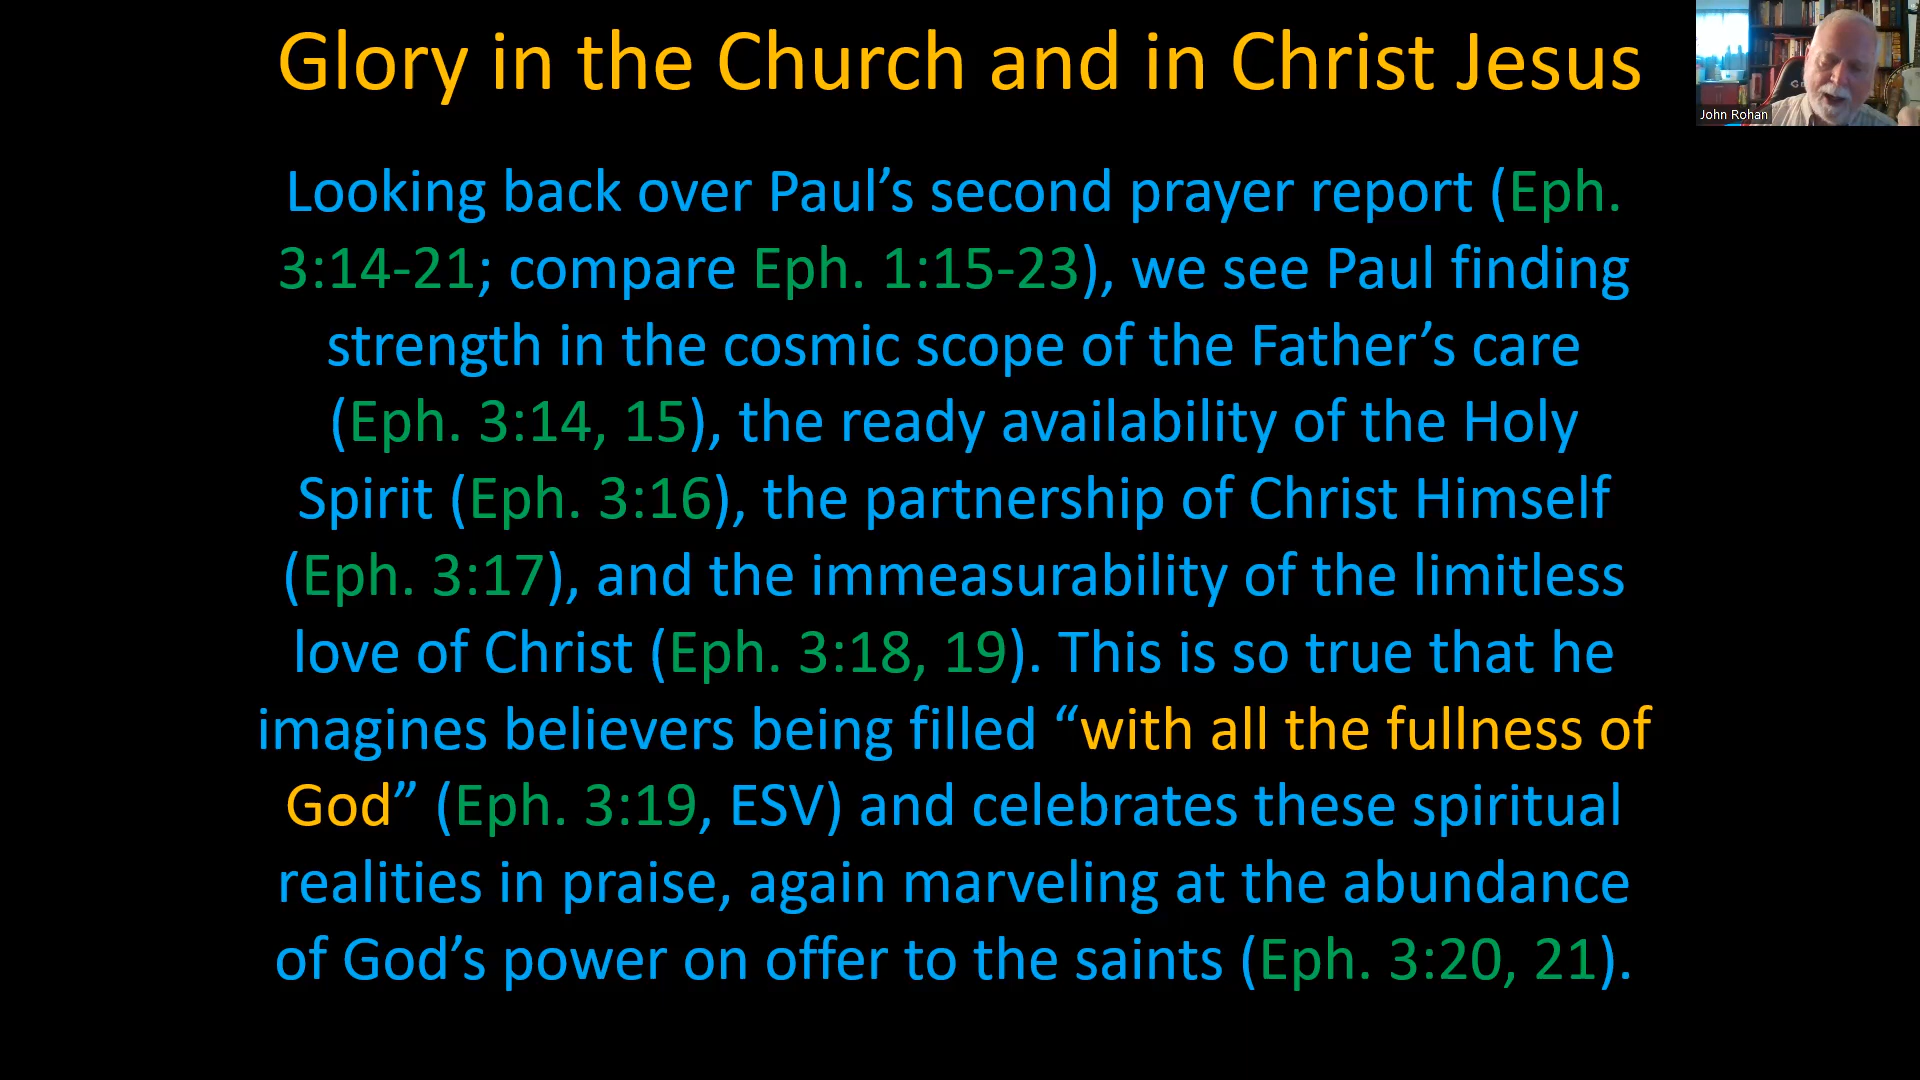 Glory in the Church and in Christ Jesus
John Rohan
Looking back over Paul’s second prayer report (Eph.
3:14-21; compare Eph. 1:15-23), we see Paul finding
strength in the cosmic scope of the Father’s care
(Eph. 3:14, 15), the ready availability of the Holy
Spirit (Eph. 3:16), the partnership of Christ Himself
(Eph. 3:17), and the immeasurability of the limitless
love of Christ (Eph. 3:18, 19). This is so true that he
imagines believers being filled “with all the fullness of
God” (Eph. 3:19, ESV) and celebrates these spiritual
realities in praise, again marveling at the abundance
of God’s power on offer to the saints (Eph. 3:20, 21).